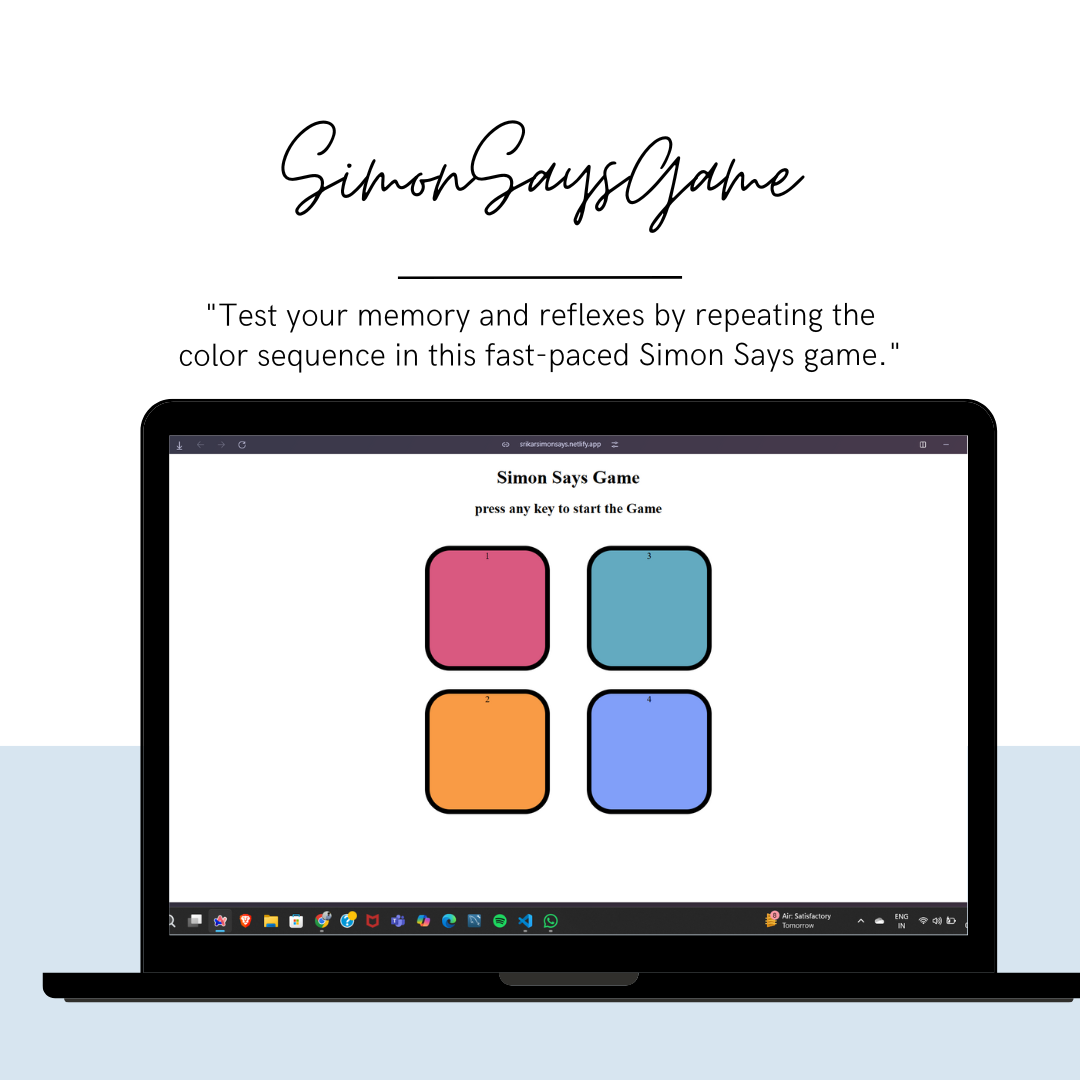 SimonSaysGame
"Test your memory and reflexes by repeating the
color sequence in this fast-paced Simon Says game."
srikarsimonsays.netlify.app
Simon Says Game
press any key to start the Game
1
3
2
4
8
Air: Satisfactory
Tomorrow
ENG
IN